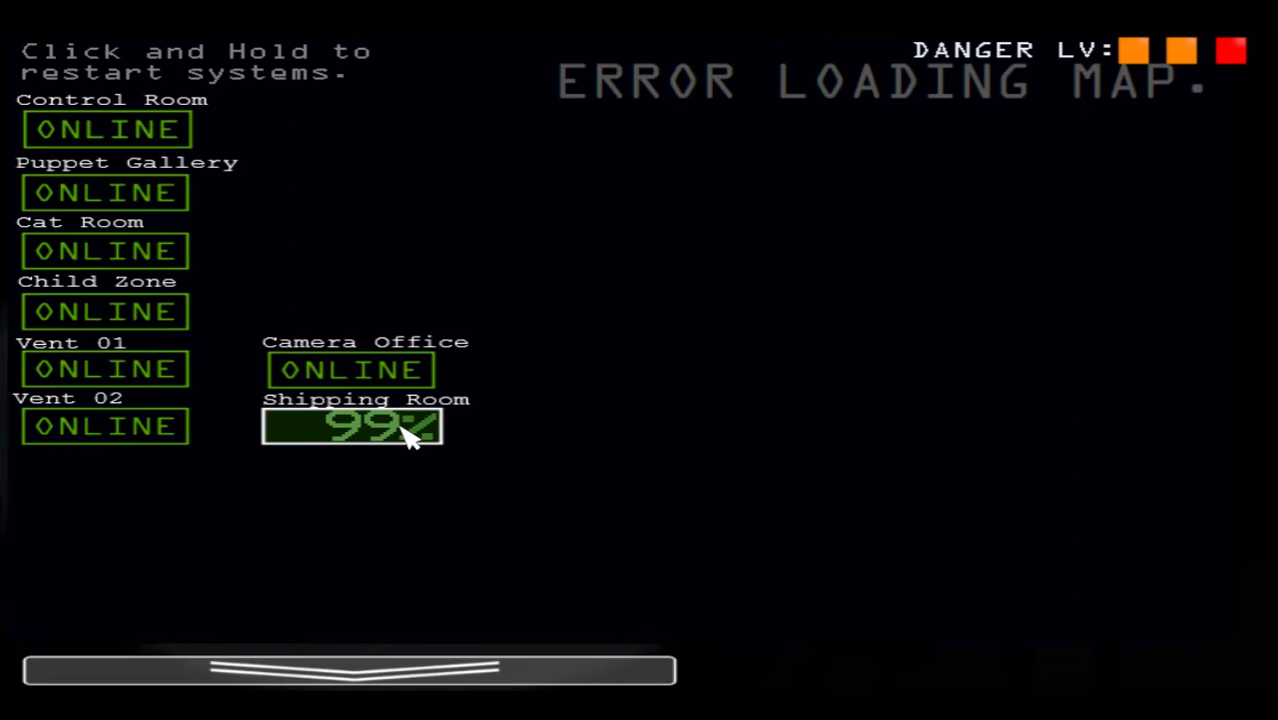 Click and Hold to
restart systems.
DANGER LV:
ERROR LOADING MAP.
Control Room
ONLINE
Puppet Gallery
ONLINE
Cat Room
ONLINE
Child Zone
ONLINE
Vent 01
ONLINE
Vent 02
ONLINE
Camera Office
ONLINE
Shipping Room
99%